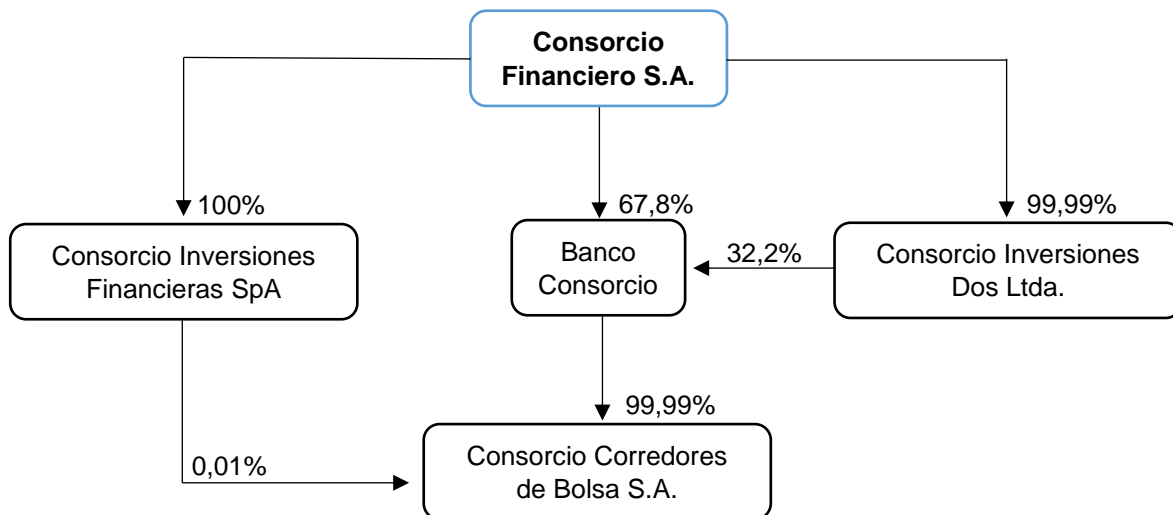 Consorcio
Financiero S.A.
100%
67,8%
99,99%
Consorcio Inversiones
Financieras SpA
Banco
Consorcio
32,2%
Consorcio Inversiones
Dos Ltda.
99,99%
0,01%
Consorcio Corredores
de Bolsa S.A.